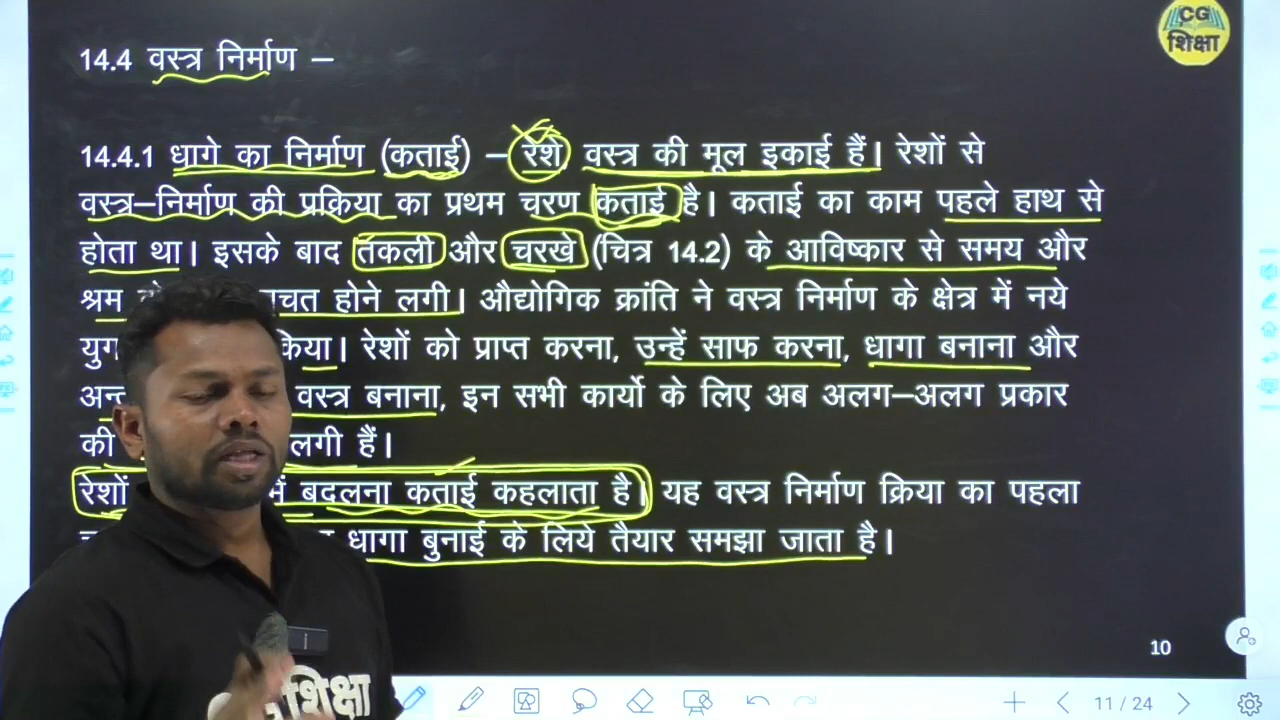 CG
शिक्षा
14.4 वस्त्र निर्माण –
14.4.1 धागे का निर्माण (कताई) – रेशे वस्त्र की मूल इकाई हैं। रेशों से
वस्त्र–निर्माण की प्रक्रिया का प्रथम चरण कताई है। कताई का काम पहले हाथ से
होता था। इसके बाद तकली और चरखे (चित्र 14.2) के आविष्कार से समय और
श्रम होने लगी। औद्योगिक क्रांति ने वस्त्र निर्माण के क्षेत्र में नये
युग किया। रेशों को प्राप्त करना, उन्हें साफ करना, धागा बनाना और
वस्त्र बनाना, इन सभी कार्यो के लिए अब अलग–अलग प्रकार
की लगी हैं।
रेशों में बदलना कताई कहलाता है। यह वस्त्र निर्माण क्रिया का पहला
धागा बुनाई के लिये तैयार समझा जाता है।
10
शिक्षा
11 / 24